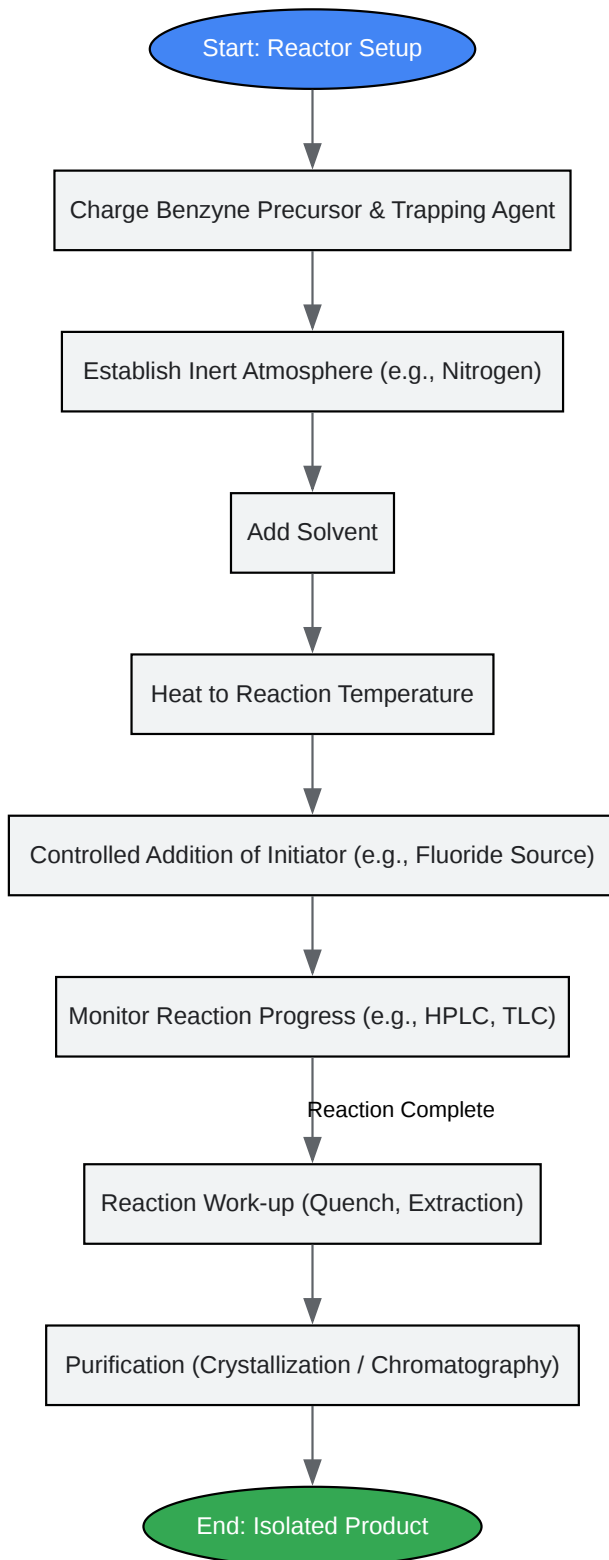 Start: Reactor Setup
Charge Benzyne Precursor & Trapping Agent
Establish Inert Atmosphere (e.g., Nitrogen)
Add Solvent
Heat to Reaction Temperature
Controlled Addition of Initiator (e.g., Fluoride Source)
Monitor Reaction Progress (e.g., HPLC, TLC)
Reaction Complete
Reaction Work-up (Quench, Extraction)
Purification (Crystallization / Chromatography)
End: Isolated Product